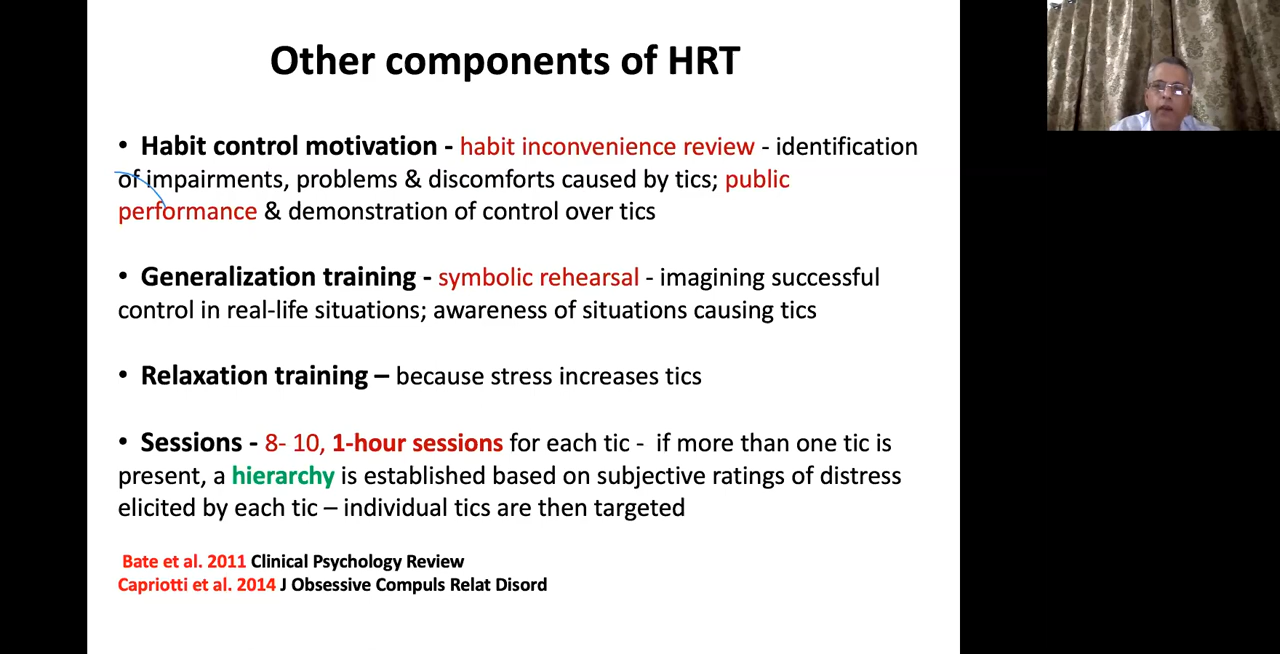 Other components of HRT
• Habit control motivation - habit inconvenience review - identification
of impairments, problems & discomforts caused by tics; public
performance & demonstration of control over tics
• Generalization training - symbolic rehearsal - imagining successful
control in real-life situations; awareness of situations causing tics
• Relaxation training – because stress increases tics
• Sessions - 8- 10, 1-hour sessions for each tic - if more than one tic is
present, a hierarchy is established based on subjective ratings of distress
elicited by each tic – individual tics are then targeted
Bate et al. 2011 Clinical Psychology Review
Capriotti et al. 2014 J Obsessive Compuls Relat Disord